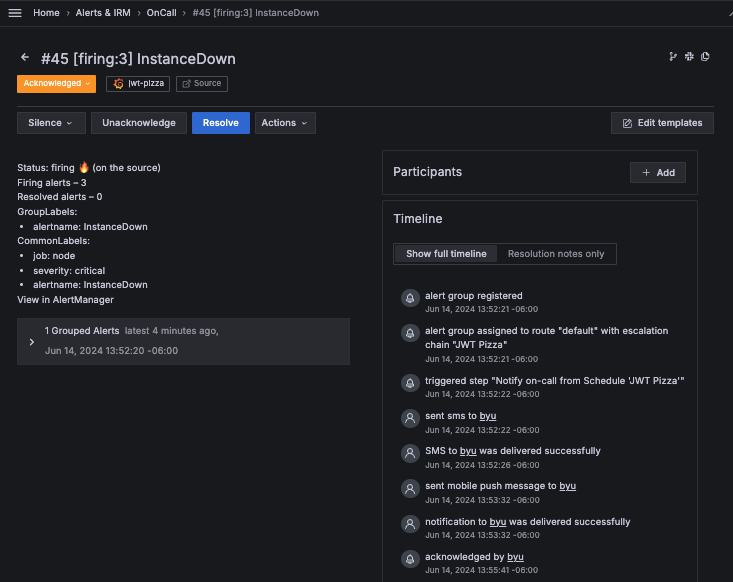 Home > Alerts & IRM > OnCall > #45 [firing:3] InstanceDown
#45 [firing:3] InstanceDown
Acknowledged jwt-pizza Source
Silence Unacknowledge Resolve Actions Edit templates
Status: firing 🔥 (on the source)
Firing alerts – 3
Resolved alerts – 0
GroupLabels:
• alertname: InstanceDown
CommonLabels:
• job: node
• severity: critical
• alertname: InstanceDown
View in AlertManager
1 Grouped Alerts latest 4 minutes ago,
Jun 14, 2024 13:52:20 -06:00
Participants
+ Add
Timeline
Show full timeline Resolution notes only
alert group registered
Jun 14, 2024 13:52:21 -06:00
alert group assigned to route "default" with escalation
chain "JWT Pizza"
Jun 14, 2024 13:52:21 -06:00
triggered step "Notify on-call from Schedule 'JWT Pizza'"
Jun 14, 2024 13:52:22 -06:00
sent sms to byu
Jun 14, 2024 13:52:22 -06:00
SMS to byu was delivered successfully
Jun 14, 2024 13:52:26 -06:00
sent mobile push message to byu
Jun 14, 2024 13:53:32 -06:00
notification to byu was delivered successfully
Jun 14, 2024 13:53:32 -06:00
acknowledged by byu
Jun 14, 2024 13:55:41 -06:00